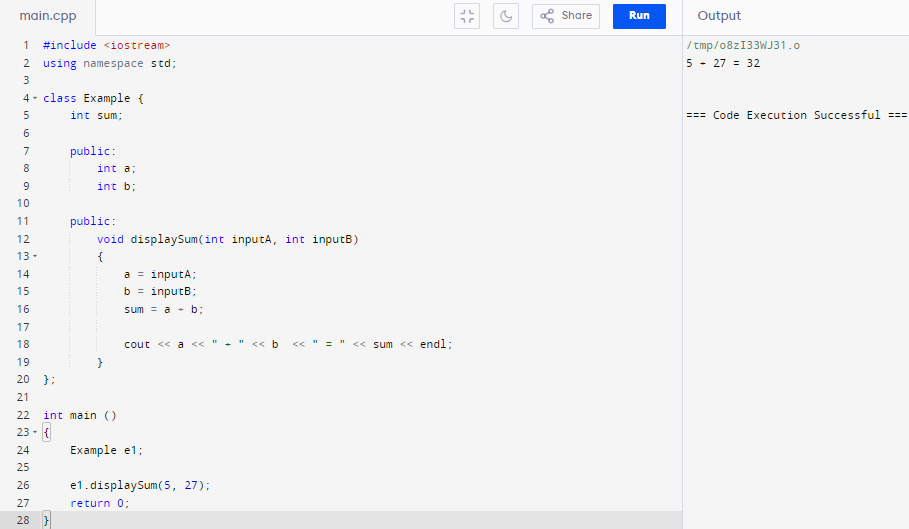 main.cpp
Share
Run
Output
1 #include <iostream>
2 using namespace std;
3
4 class Example {
5     int sum;
6
7     public:
8         int a;
9         int b;
10
11     public:
12         void displaySum(int inputA, int inputB)
13         {
14             a = inputA;
15             b = inputB;
16             sum = a + b;
17
18             cout << a << " + " << b  << " = " << sum << endl;
19         }
20 };
21
22 int main ()
23 {
24     Example e1;
25
26     e1.displaySum(5, 27);
27     return 0;
28 }
/tmp/o8zI33WJ31.o
5 + 27 = 32
=== Code Execution Successful ===